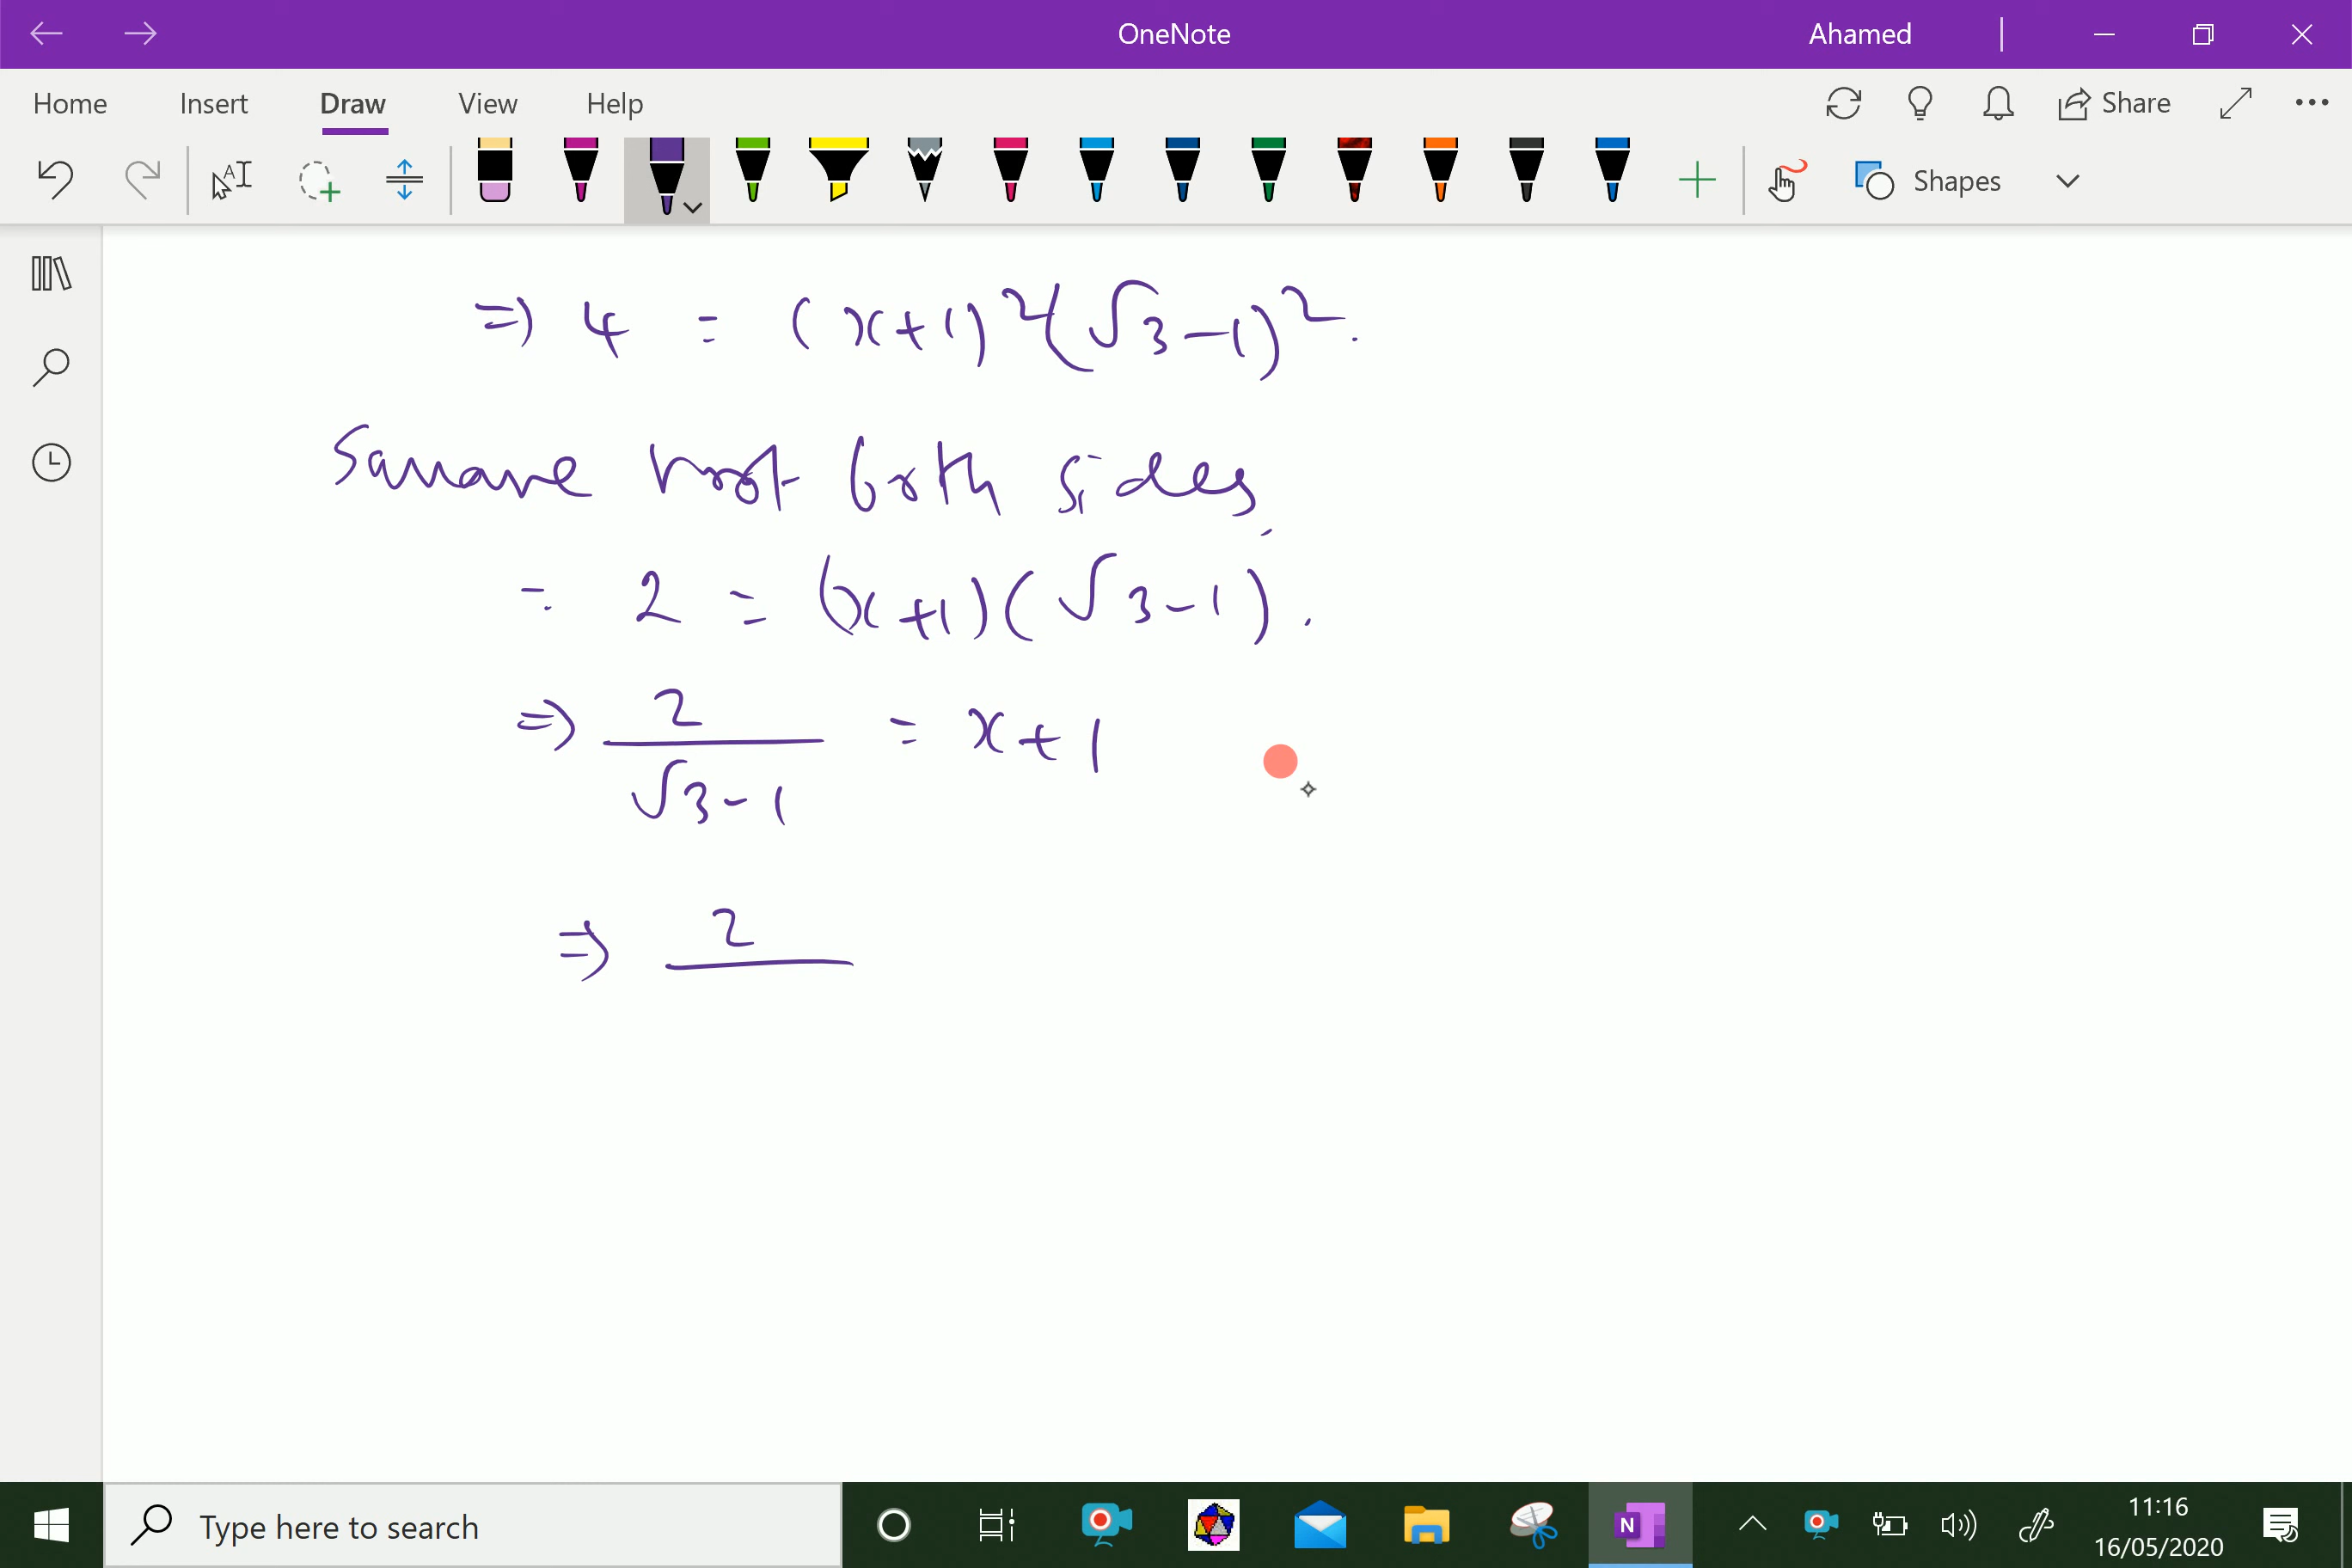 OneNote
Ahamed
Home Insert Draw View Help
Share
Shapes
⇒ 4 = (x+1)²(√3-1)².
Square root both sides.
= 2 = (x+1)(√3-1).
⇒ 2/(√3-1) = x+1
⇒ 2
Type here to search
N
11:16
16/05/2020